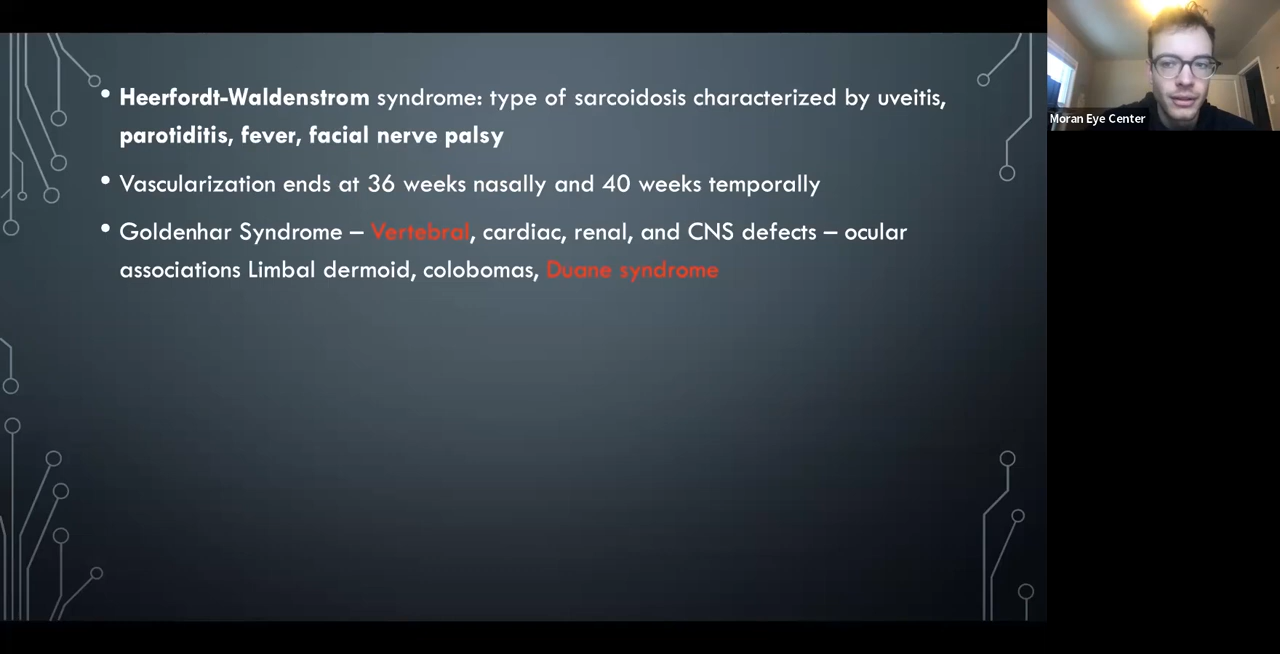 • Heerfordt-Waldenstrom syndrome: type of sarcoidosis characterized by uveitis,
parotiditis, fever, facial nerve palsy
• Vascularization ends at 36 weeks nasally and 40 weeks temporally
• Goldenhar Syndrome – Vertebral, cardiac, renal, and CNS defects – ocular
associations Limbal dermoid, colobomas, Duane syndrome
Moran Eye Center